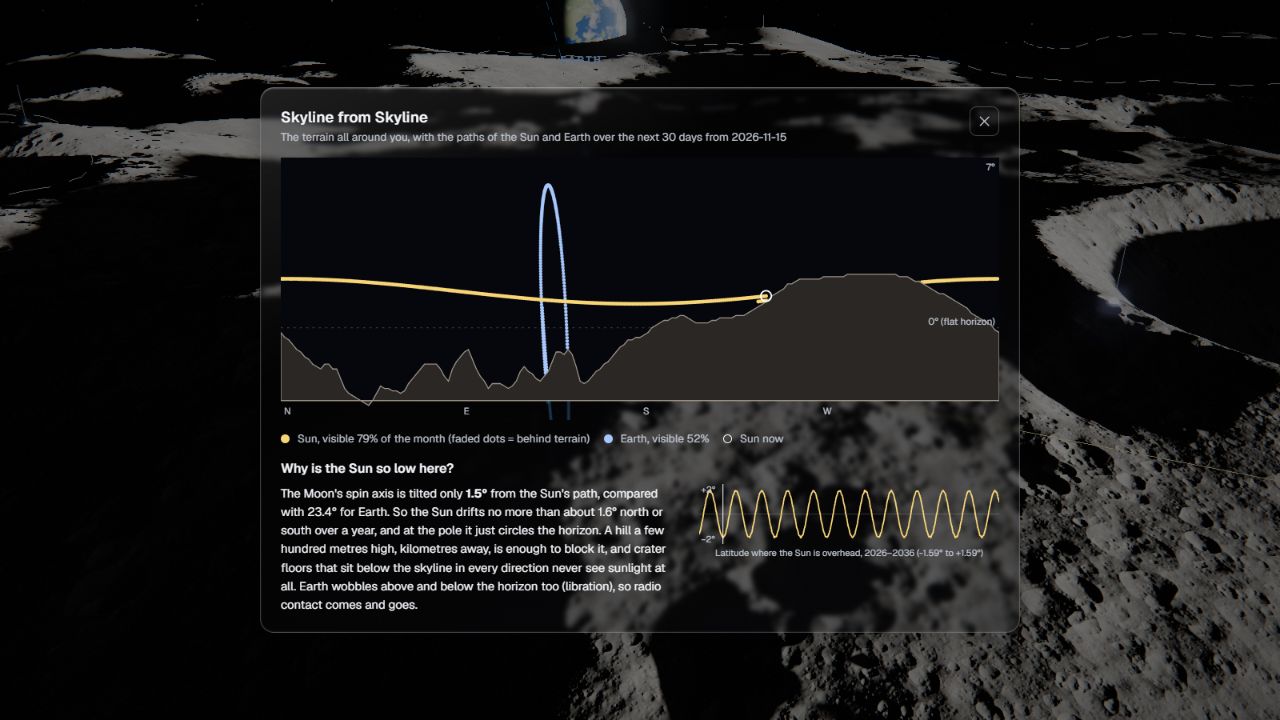 EARTH
Skyline from Skyline
The terrain all around you, with the paths of the Sun and Earth over the next 30 days from 2026-11-15
7°
0° (flat horizon)
N E S W
Sun, visible 79% of the month (faded dots = behind terrain) Earth, visible 52% Sun now
Why is the Sun so low here?
The Moon's spin axis is tilted only 1.5° from the Sun's path, compared
with 23.4° for Earth. So the Sun drifts no more than about 1.6° north or
south over a year, and at the pole it just circles the horizon. A hill a few
hundred metres high, kilometres away, is enough to block it, and crater
floors that sit below the skyline in every direction never see sunlight at
all. Earth wobbles above and below the horizon too (libration), so radio
contact comes and goes.
+2°
−2°
Latitude where the Sun is overhead, 2026–2036 (-1.59° to +1.59°)